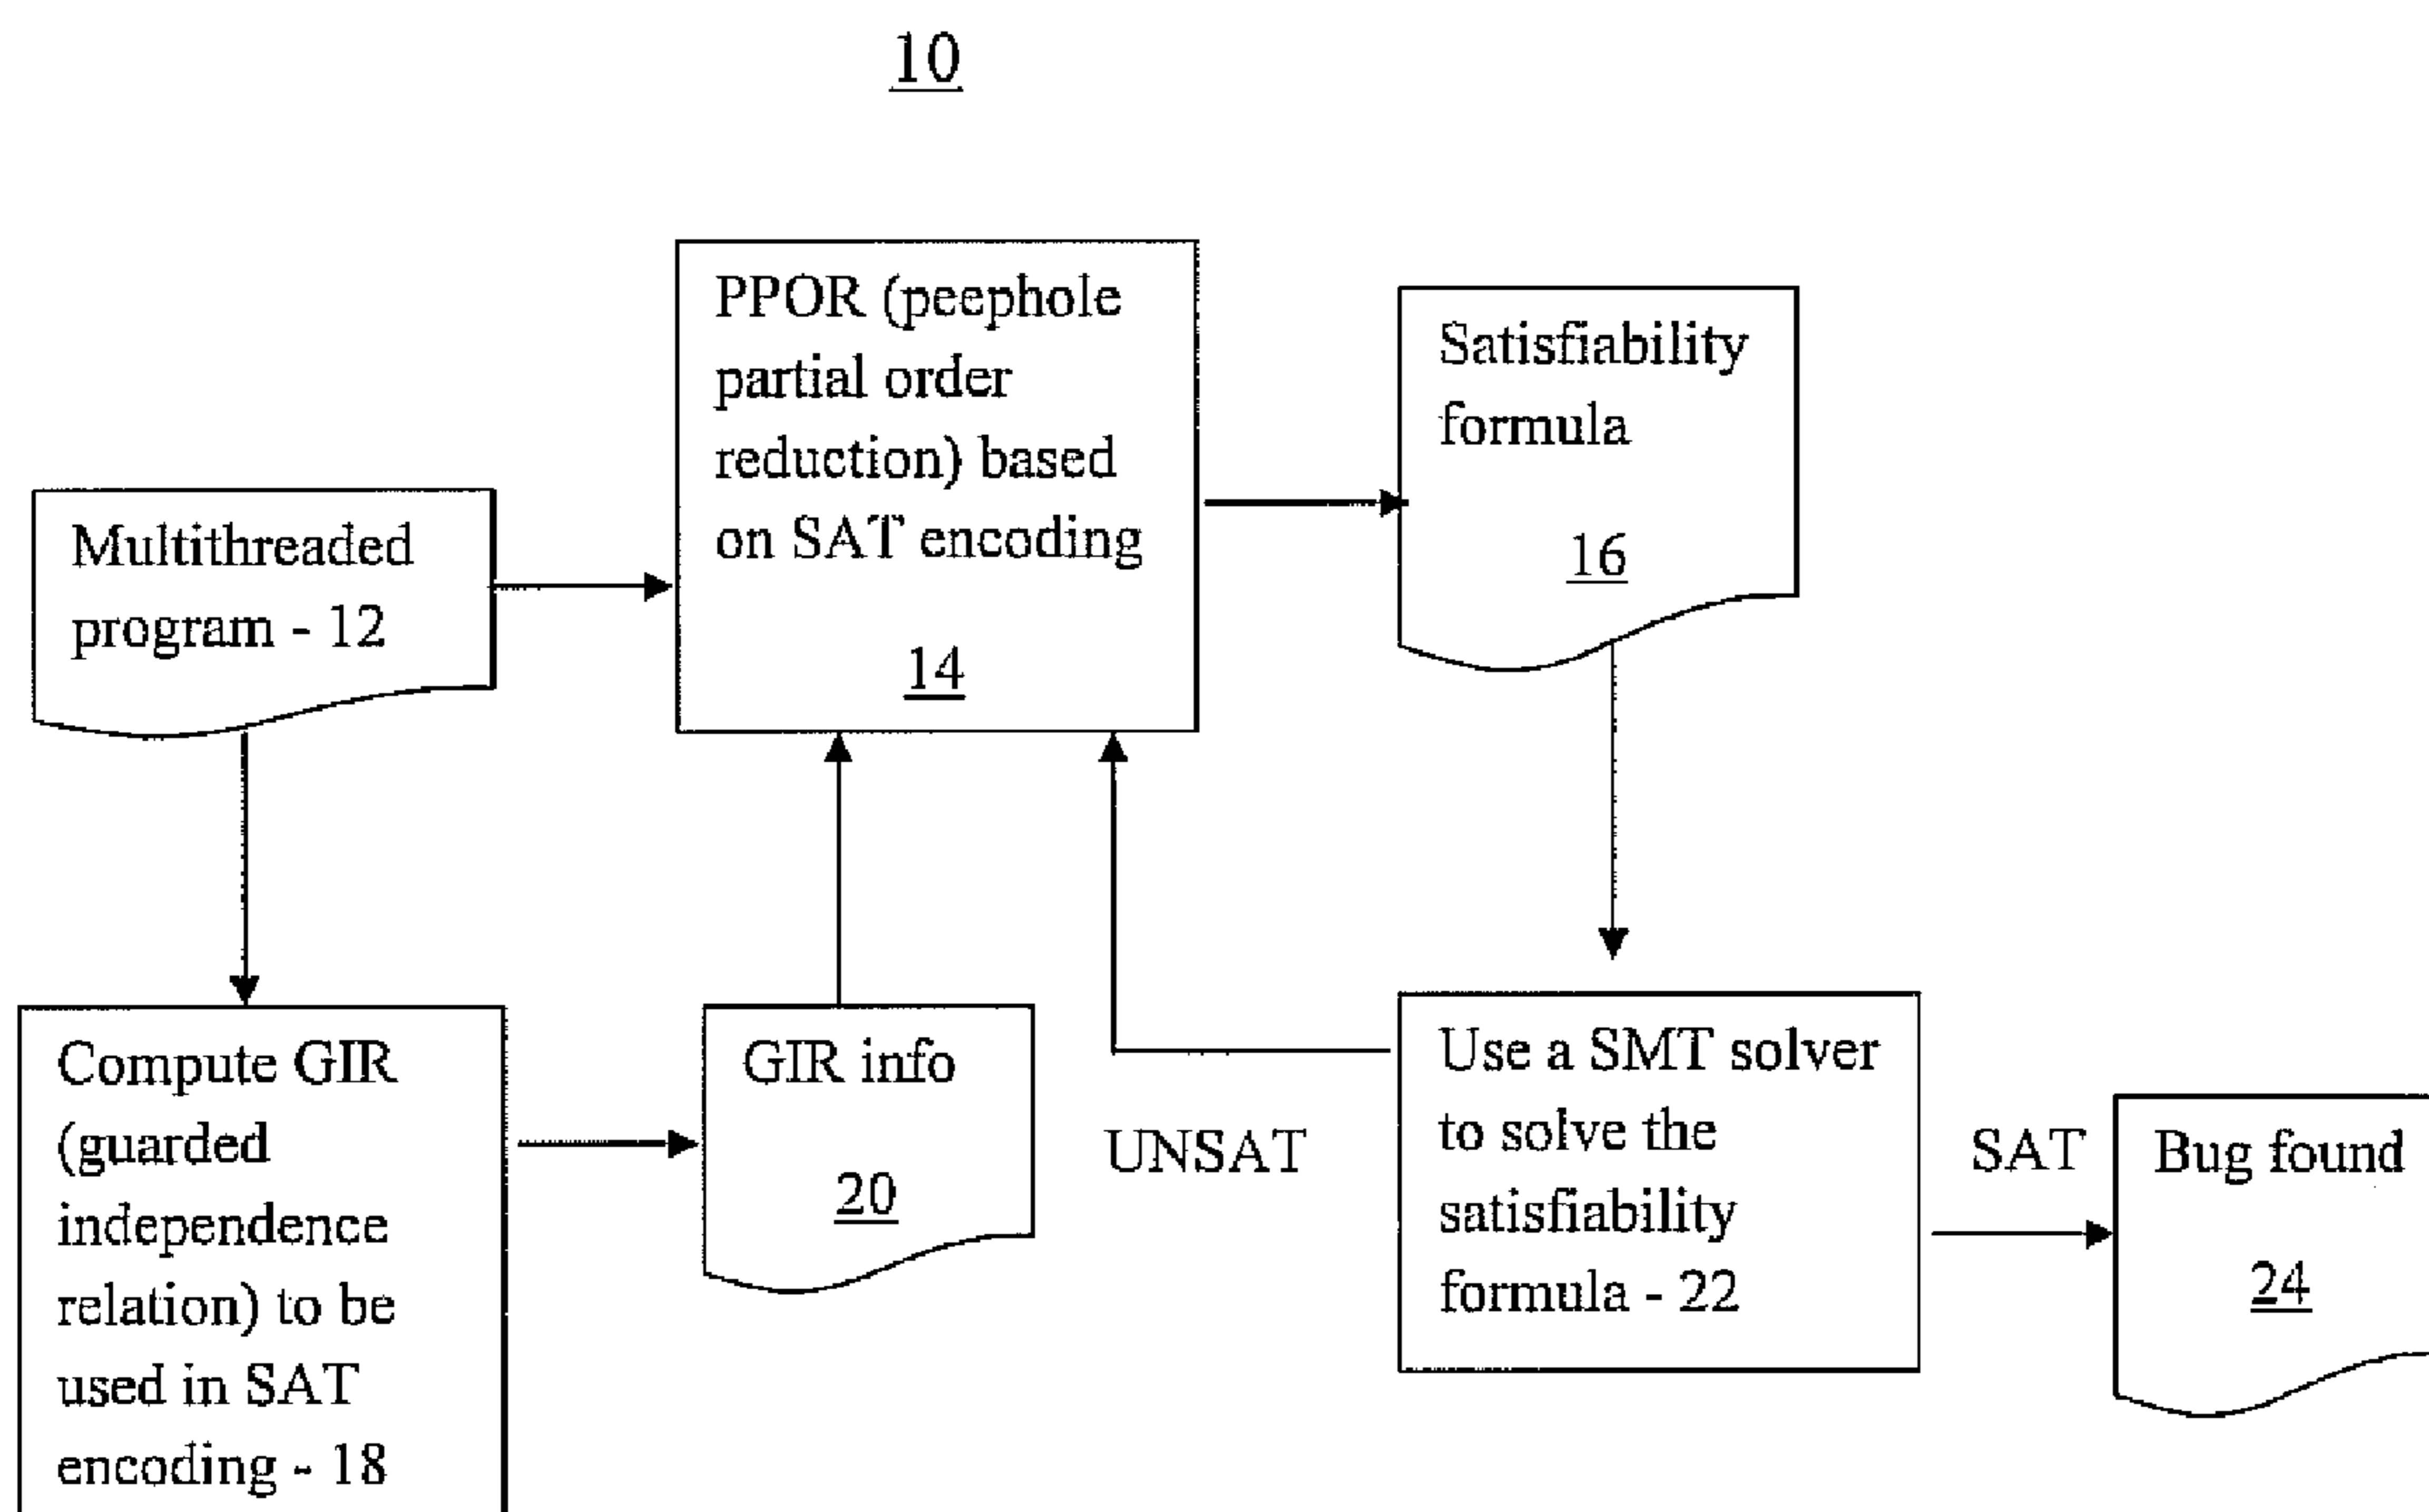 10
PPOR (peephole
partial order
reduction) based
on SAT encoding
14
Satisfiability
formula
16
Multithreaded
program - 12
Compute GIR
(guarded
independence
relation) to be
used in SAT
encoding - 18
GIR info
20
UNSAT
Use a SMT solver
to solve the
satisfiability
formula - 22
SAT
Bug found
24